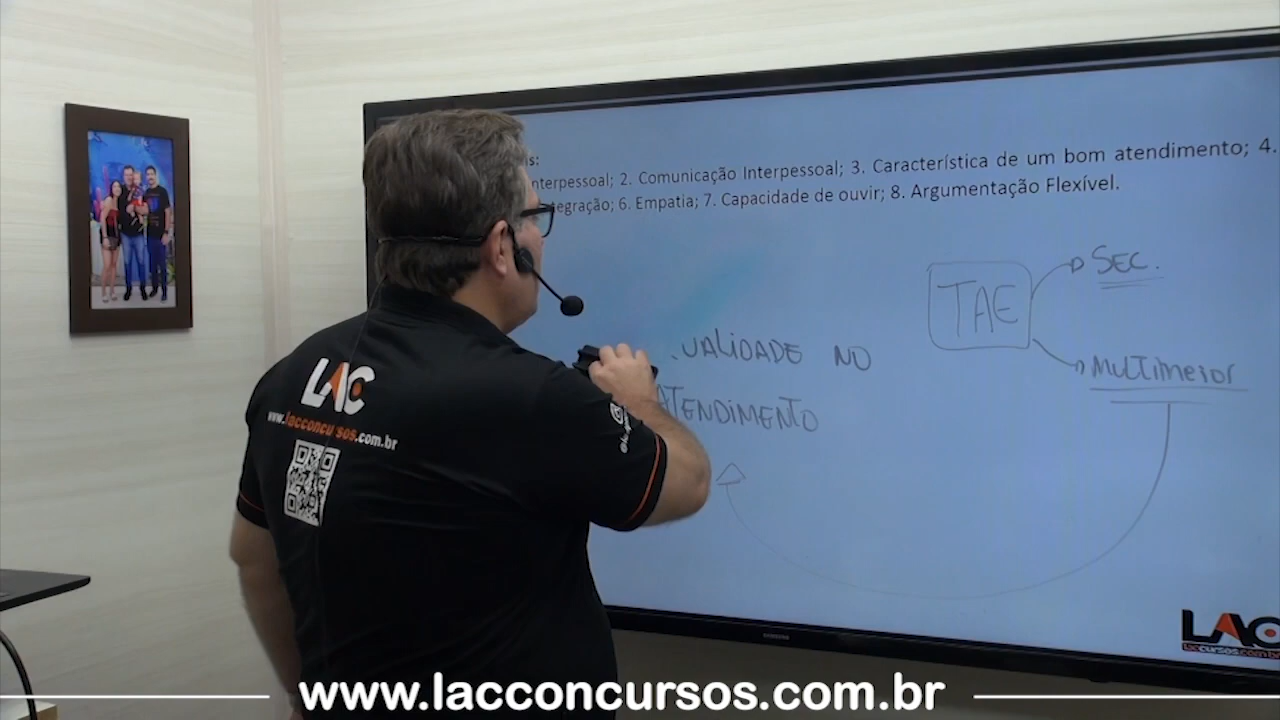 nterpessoal; 2. Comunicação Interpessoal; 3. Característica de um bom atendimento; 4.
tegração; 6. Empatia; 7. Capacidade de ouvir; 8. Argumentação Flexível.
TAE
SEC.
UALIDADE NO
ATENDIMENTO
MULTIMEIOS
LAC
www.lacconcursos.com.br
SAMSUNG
LAC
www.lacconcursos.com.br